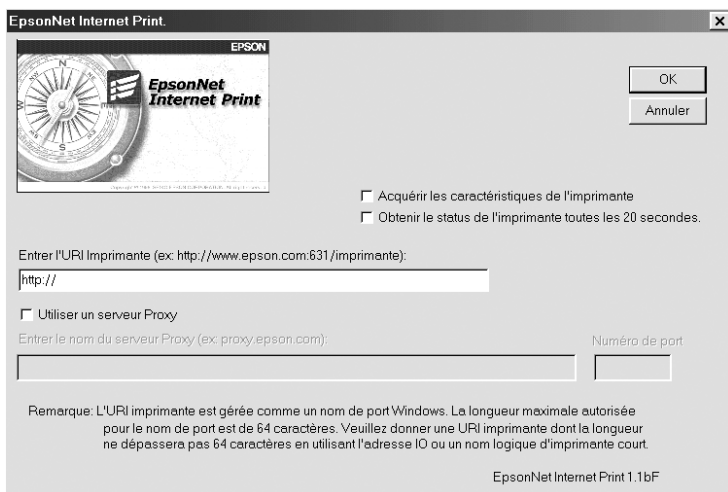 EpsonNet Internet Print.
EPSON
EpsonNet
Internet Print
OK
Annuler
Acquérir les caractéristiques de l'imprimante
Obtenir le status de l'imprimante toutes les 20 secondes.
Entrer l'URI Imprimante (ex: http://www.epson.com:631/imprimante):
http://
Utiliser un serveur Proxy
Entrer le nom du serveur Proxy (ex: proxy.epson.com):
Numéro de port
Remarque: L'URI imprimante est gérée comme un nom de port Windows. La longueur maximale autorisée
pour le nom de port est de 64 caractères. Veuillez donner une URI imprimante dont la longueur
ne dépassera pas 64 caractères en utilisant l'adresse IO ou un nom logique d'imprimante court.
EpsonNet Internet Print 1.1bF